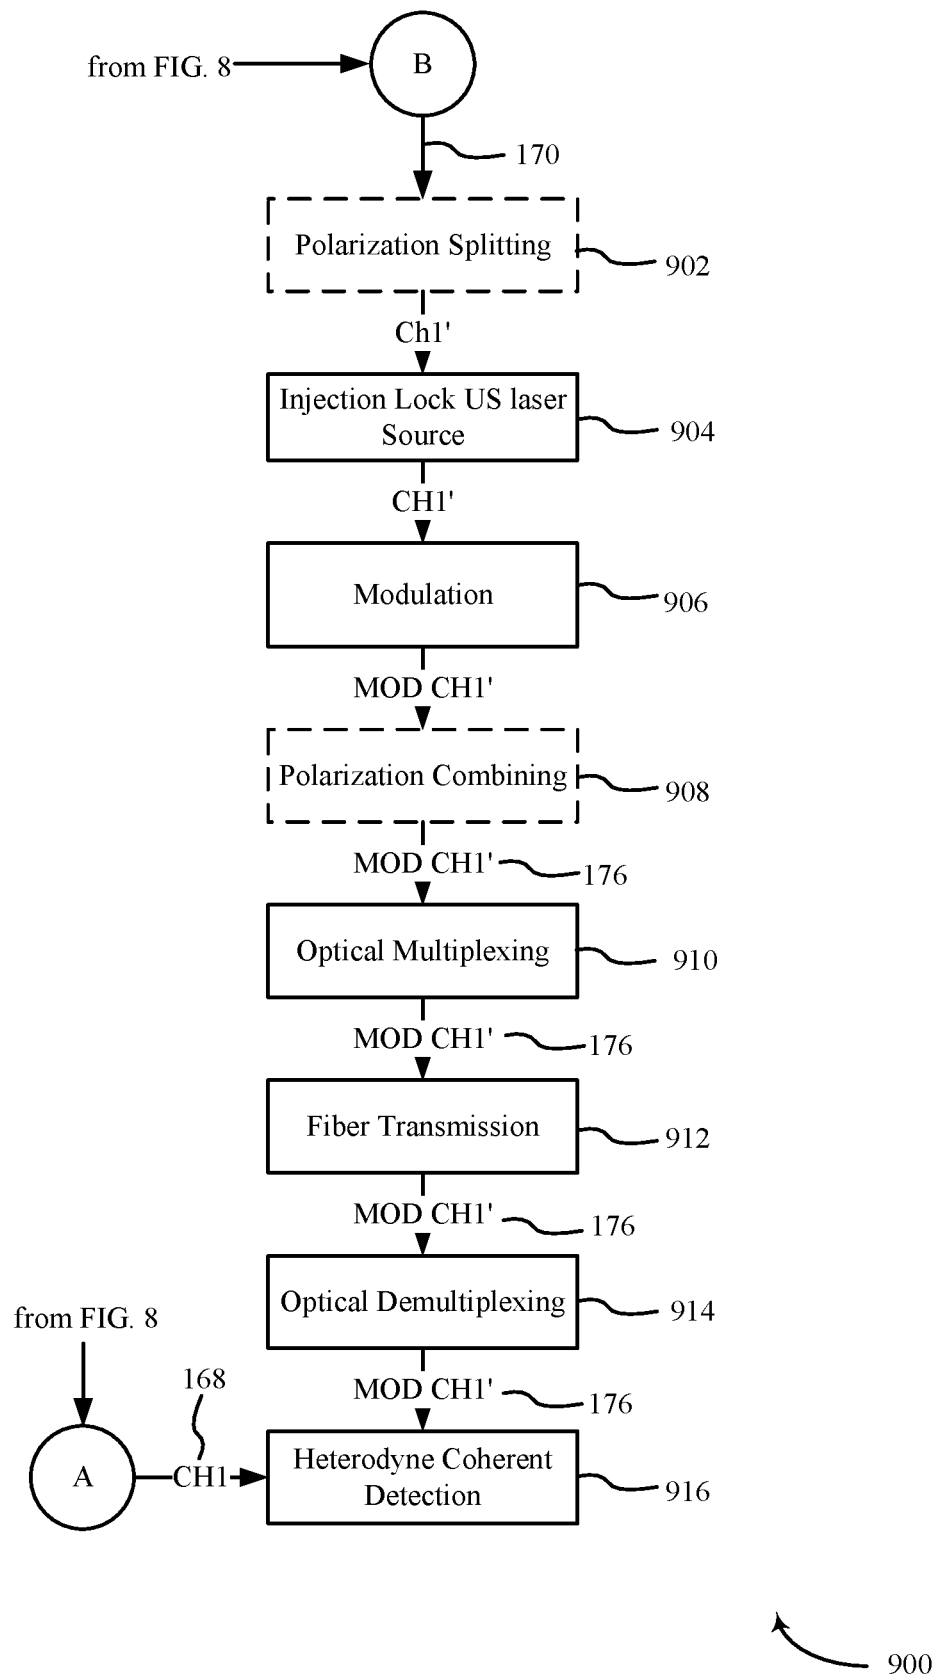 from FIG. 8
B
170
Polarization Splitting
902
Ch1'
Injection Lock US laser
Source
904
CH1'
Modulation
906
MOD CH1'
Polarization Combining
908
MOD CH1'
176
Optical Multiplexing
910
MOD CH1'
176
Fiber Transmission
912
MOD CH1'
176
Optical Demultiplexing
914
from FIG. 8
168
MOD CH1'
176
A
CH1
Heterodyne Coherent
Detection
916
900